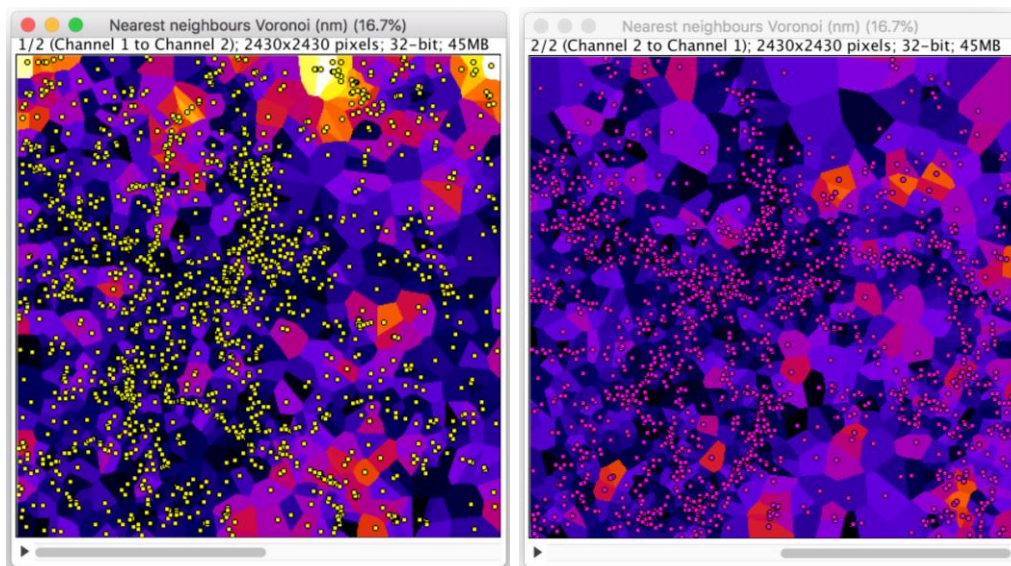 Nearest neighbours Voronoi (nm) (16.7%)
1/2 (Channel 1 to Channel 2); 2430x2430 pixels; 32-bit; 45MB
Nearest neighbours Voronoi (nm) (16.7%)
2/2 (Channel 2 to Channel 1); 2430x2430 pixels; 32-bit; 45MB